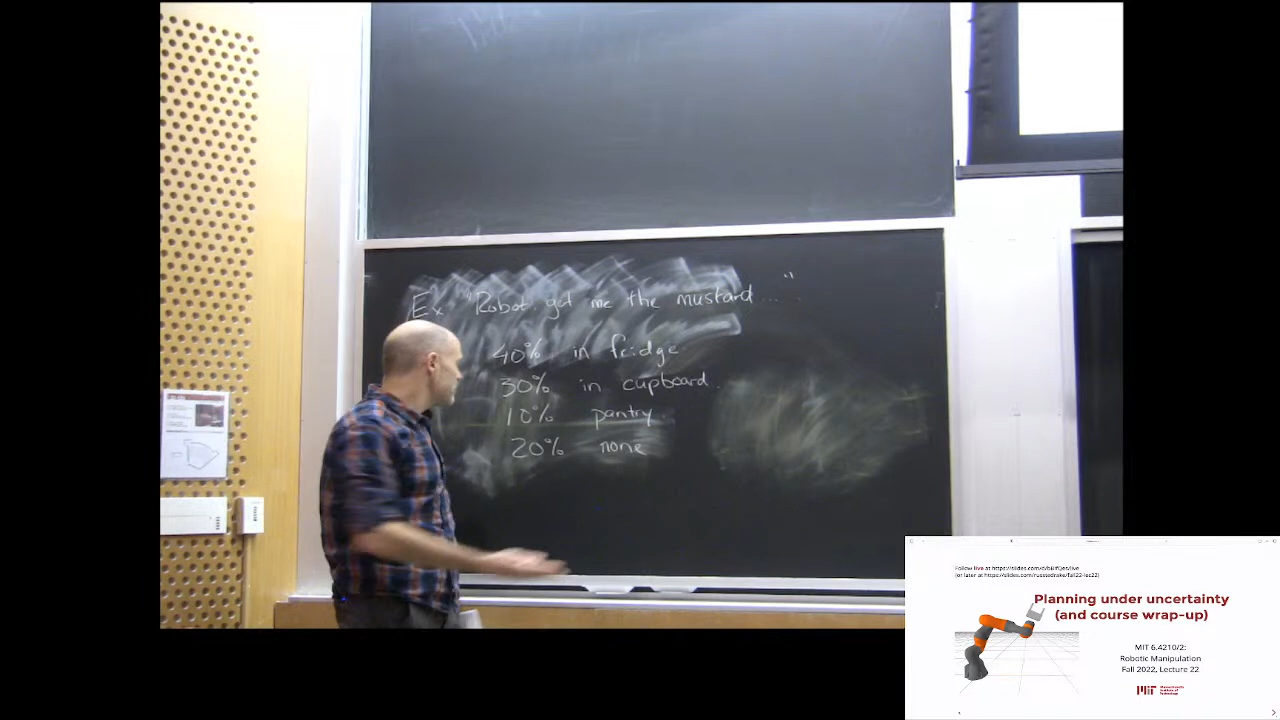 Ex "Robot get me the mustard ..."
40% in fridge
30% in cupboard
10% pantry
20% none
Planning under uncertainty
(and course wrap-up)
MIT 6.4210/2:
Robotic Manipulation
Fall 2022, Lecture 22